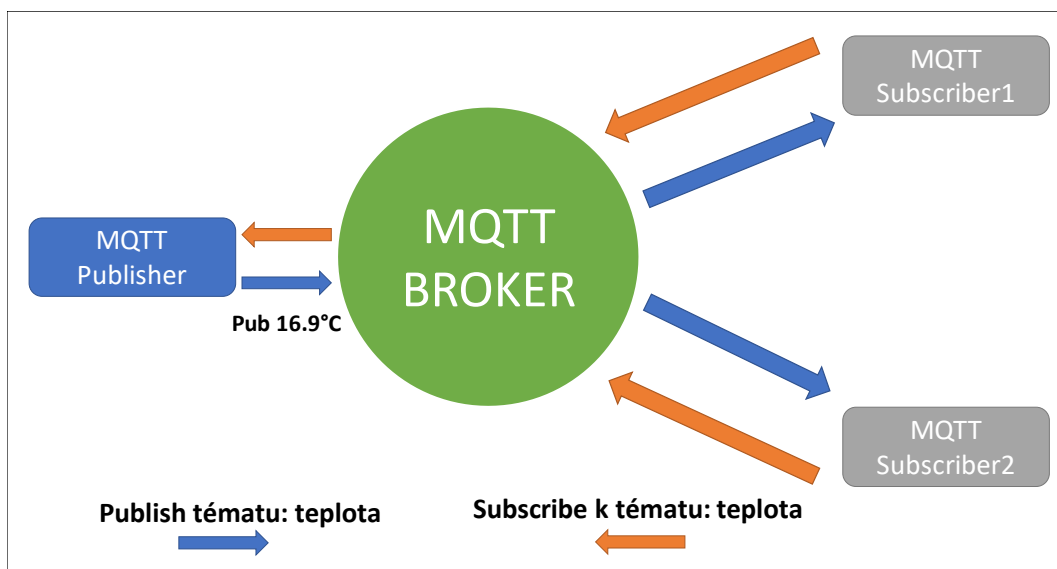 MQTT
Subscriber1
MQTT
BROKER
MQTT
Publisher
Pub 16.9°C
MQTT
Subscriber2
Publish tématu: teplota
Subscribe k tématu: teplota